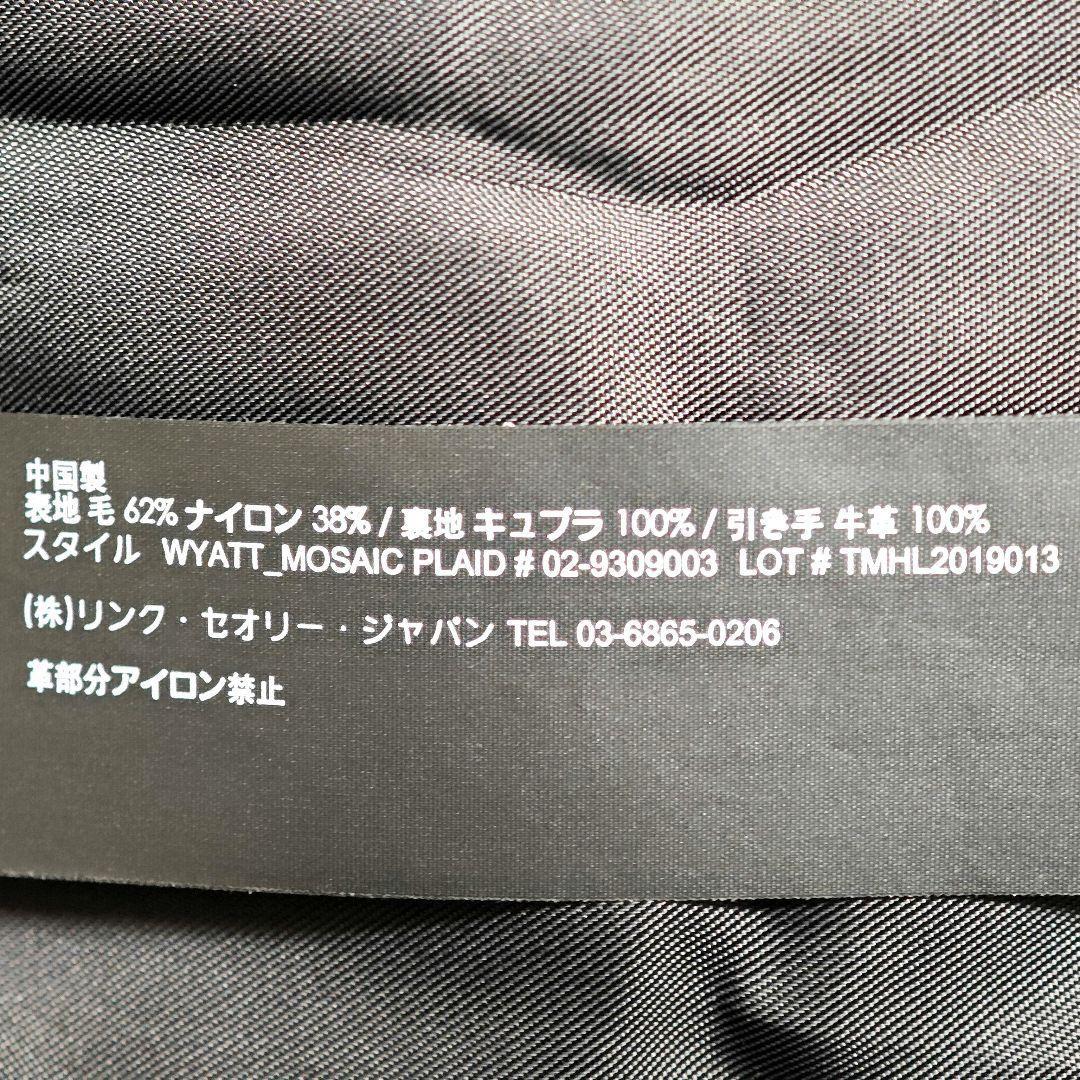 中国製
表地 毛 62% ナイロン 38% / 裏地 キュプラ 100% / 引き手 牛革 100%
スタイル WYATT_MOSAIC PLAID # 02-9309003 LOT # TMHL2019013
(株)リンク・セオリー・ジャパン TEL 03-6865-0206
革部分アイロン禁止